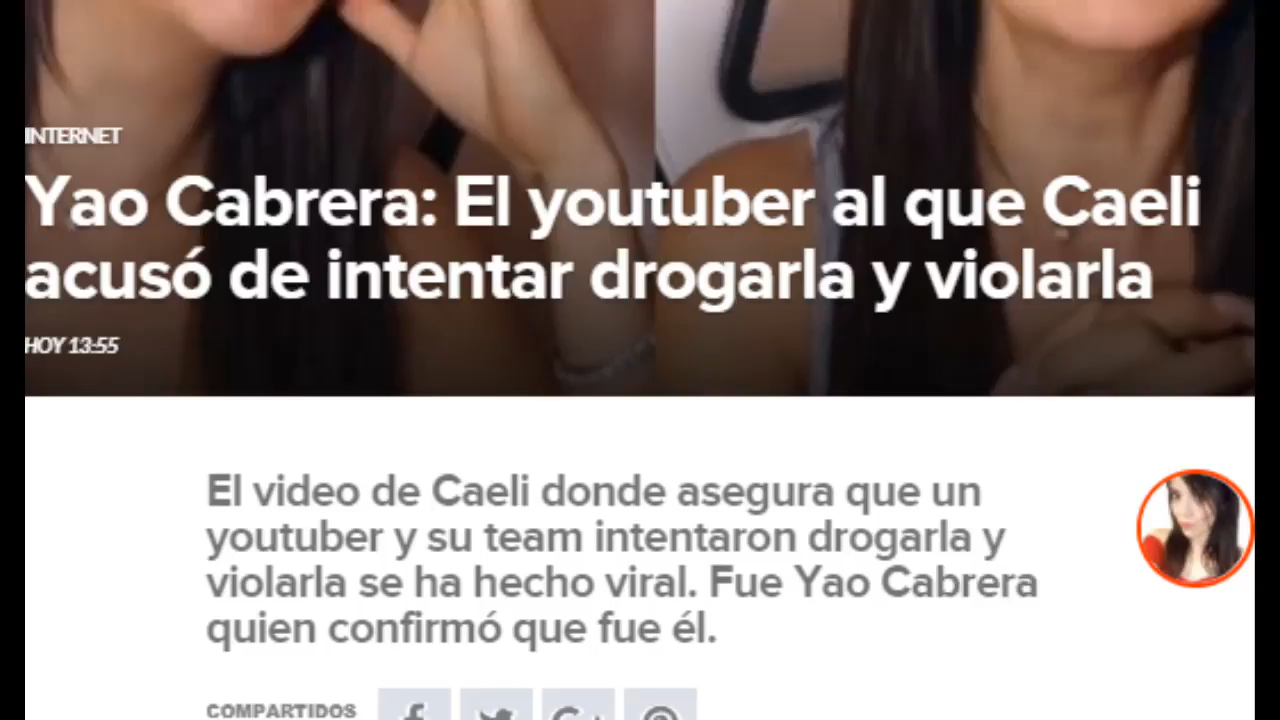 INTERNET
Yao Cabrera: El youtuber al que Caeli
acusó de intentar drogarla y violarla
HOY 13:55
El video de Caeli donde asegura que un
youtuber y su team intentaron drogarla y
violarla se ha hecho viral. Fue Yao Cabrera
quien confirmó que fue él.
COMPARTIDOS